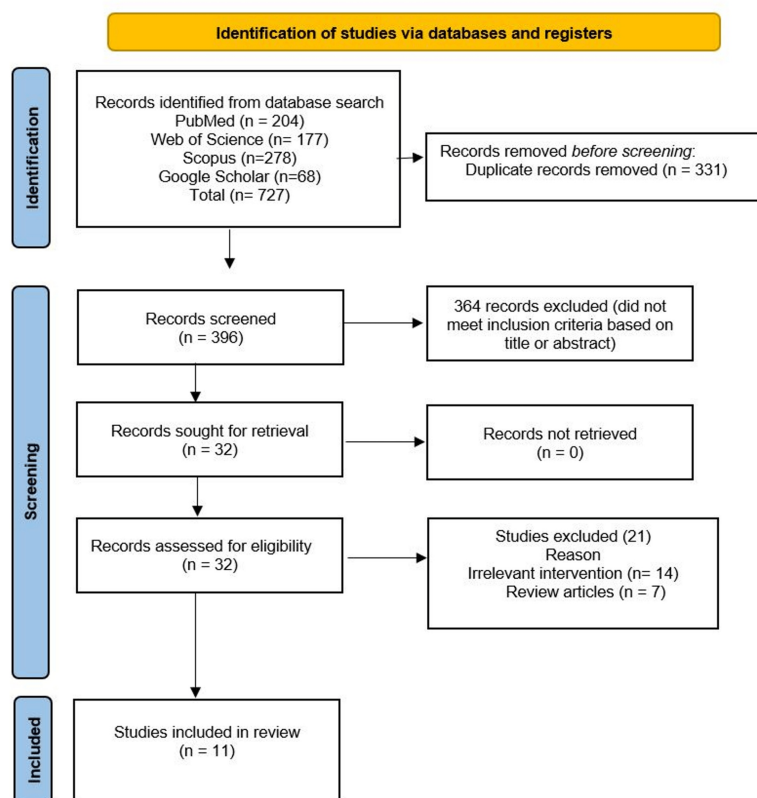 Identification of studies via databases and registers
Identification
Records identified from database search
PubMed (n = 204)
Web of Science (n= 177)
Scopus (n=278)
Google Scholar (n=68)
Total (n= 727)
Records removed before screening:
Duplicate records removed (n = 331)
Screening
Records screened
(n = 396)
364 records excluded (did not
meet inclusion criteria based on
title or abstract)
Records sought for retrieval
(n = 32)
Records not retrieved
(n = 0)
Records assessed for eligibility
(n = 32)
Studies excluded (21)
Reason
Irrelevant intervention (n= 14)
Review articles (n = 7)
Included
Studies included in review
(n = 11)